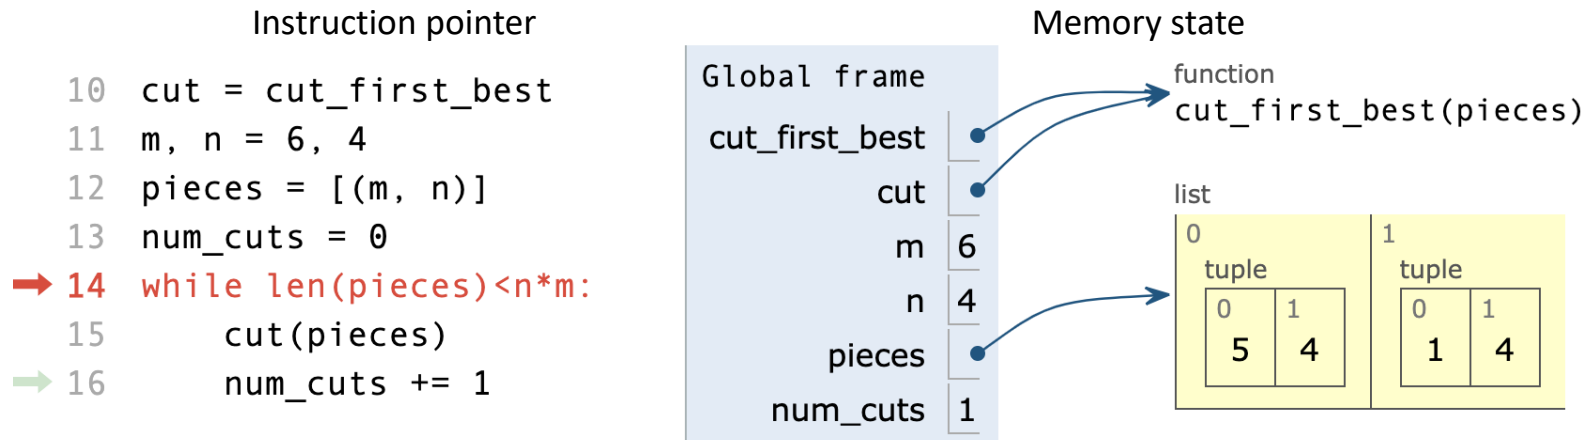 Instruction pointer
10 cut = cut_first_best
11 m, n = 6, 4
12 pieces = [(m, n)]
13 num_cuts = 0
14 while len(pieces)<n*m:
15 cut(pieces)
16 num_cuts += 1
Memory state
Global frame
cut_first_best
cut
m 6
n 4
pieces
num_cuts 1
function
cut_first_best(pieces)
list
0 1
tuple tuple
0 1 0 1
5 4 1 4